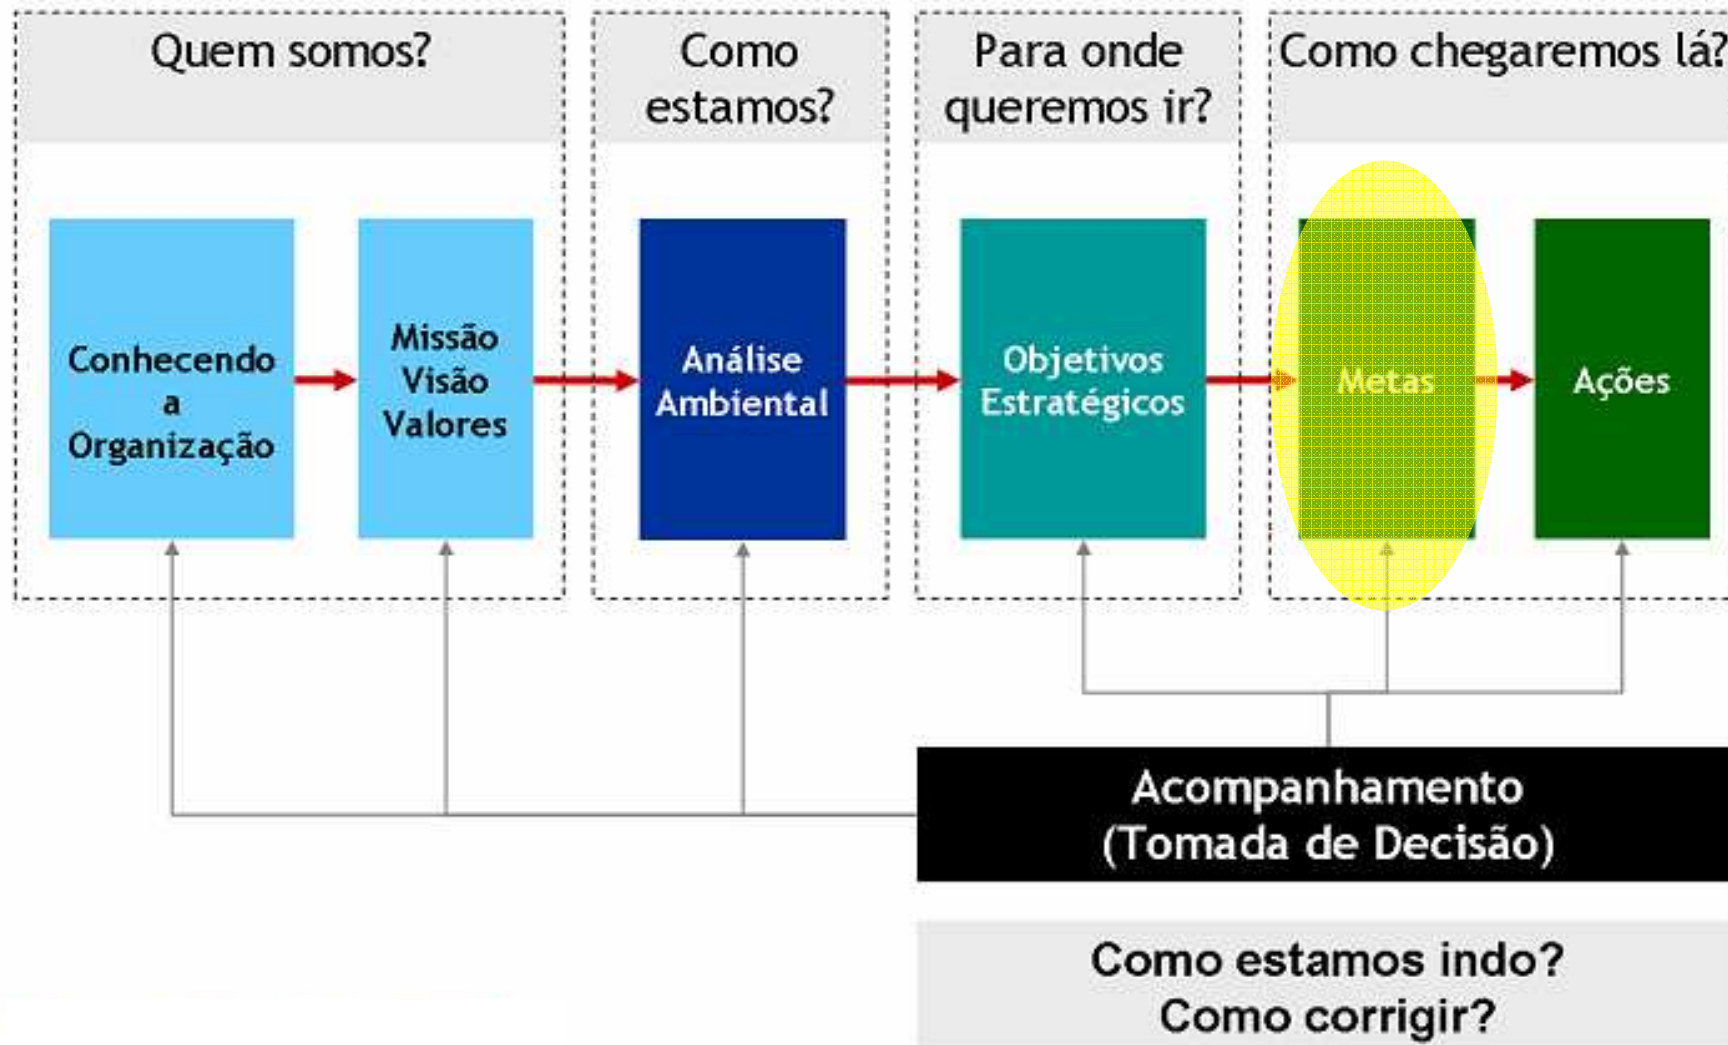 Quem somos?
Como
estamos?
Para onde
queremos ir?
Como chegaremos lá?
Conhecendo
a
Organização
Missão
Visão
Valores
Análise
Ambiental
Objetivos
Estratégicos
Metas
Ações
Acompanhamento
(Tomada de Decisão)
Como estamos indo?
Como corrigir?